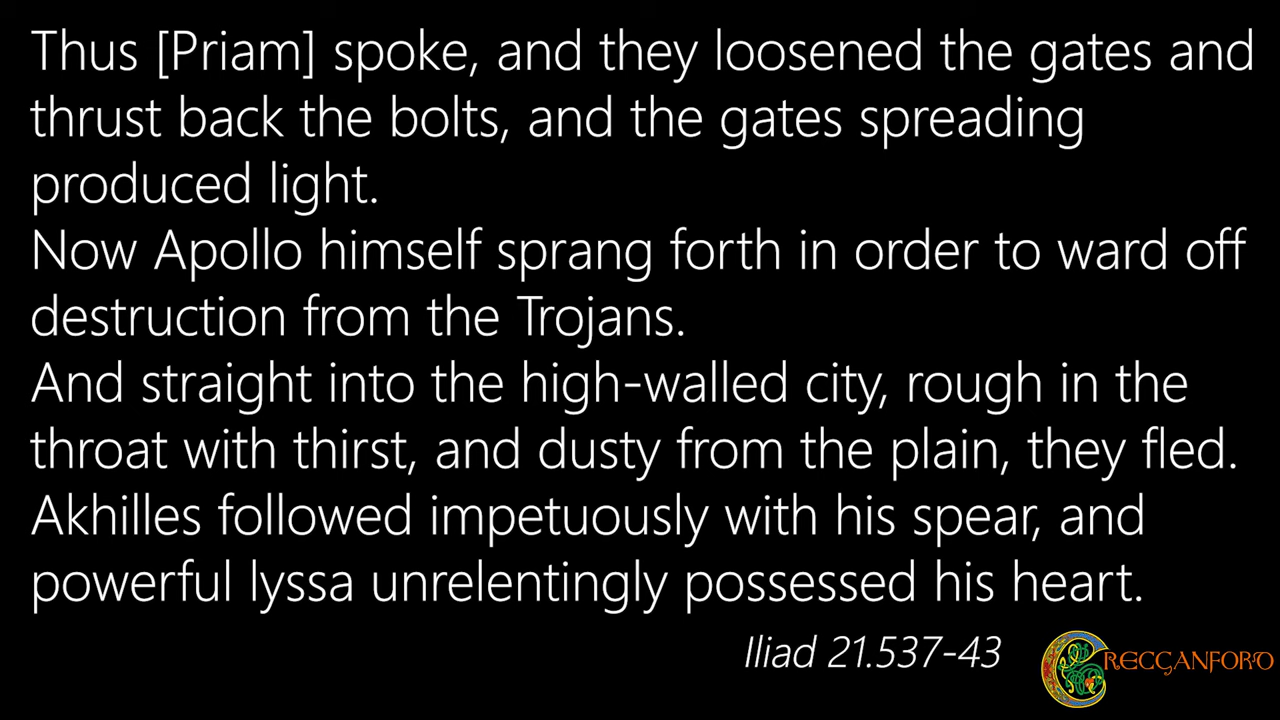 Thus [Priam] spoke, and they loosened the gates and
thrust back the bolts, and the gates spreading
produced light.
Now Apollo himself sprang forth in order to ward off
destruction from the Trojans.
And straight into the high-walled city, rough in the
throat with thirst, and dusty from the plain, they fled.
Akhilles followed impetuously with his spear, and
powerful lyssa unrelentingly possessed his heart.
Iliad 21.537-43
CRECGANFORD